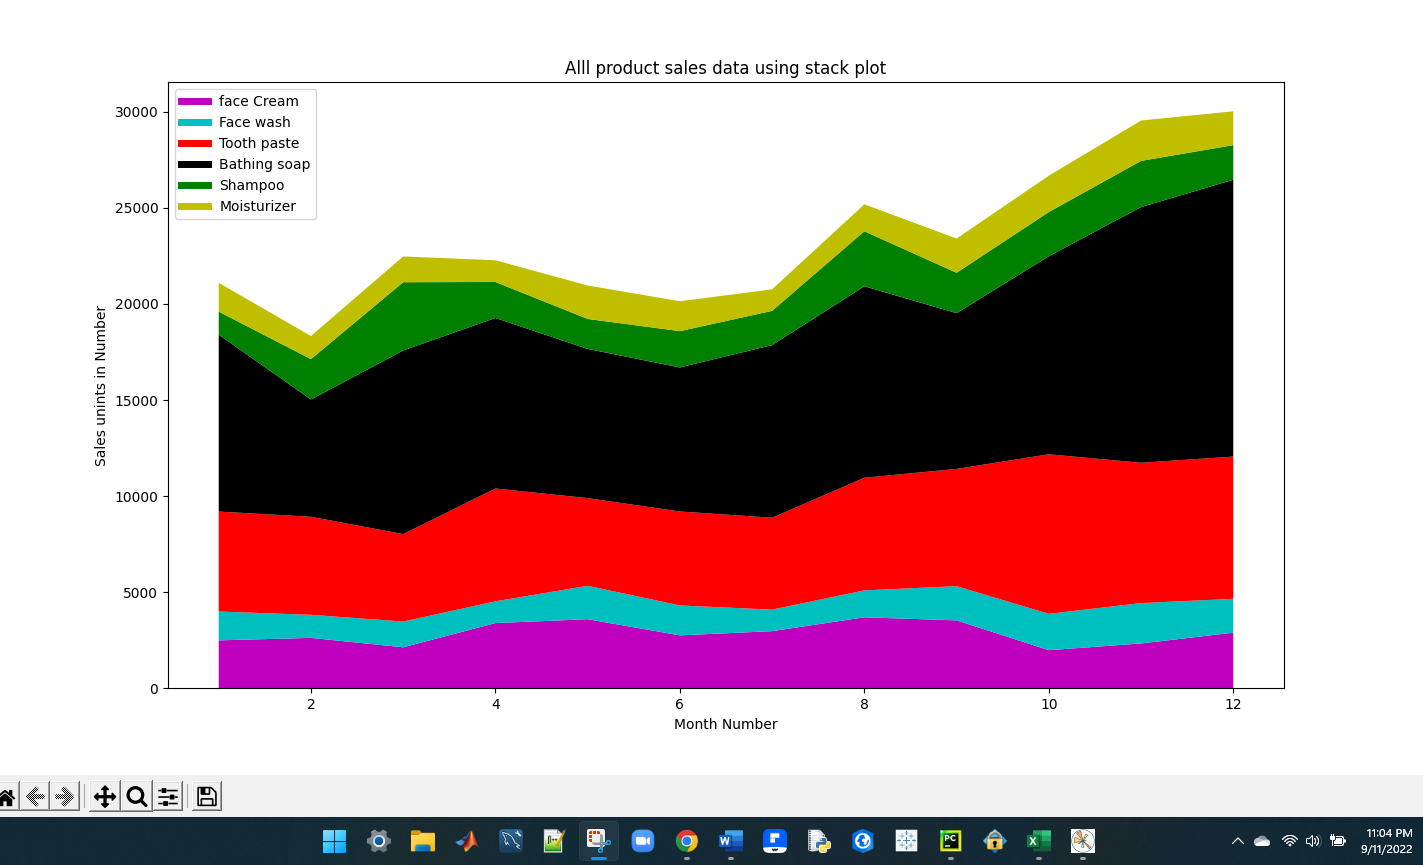 Alll product sales data using stack plot
face Cream
Face wash
Tooth paste
Bathing soap
Shampoo
Moisturizer
30000
25000
20000
15000
10000
5000
0
Sales unints in Number
2 4 6 8 10 12
Month Number
W
PC
X
11:04 PM
9/11/2022